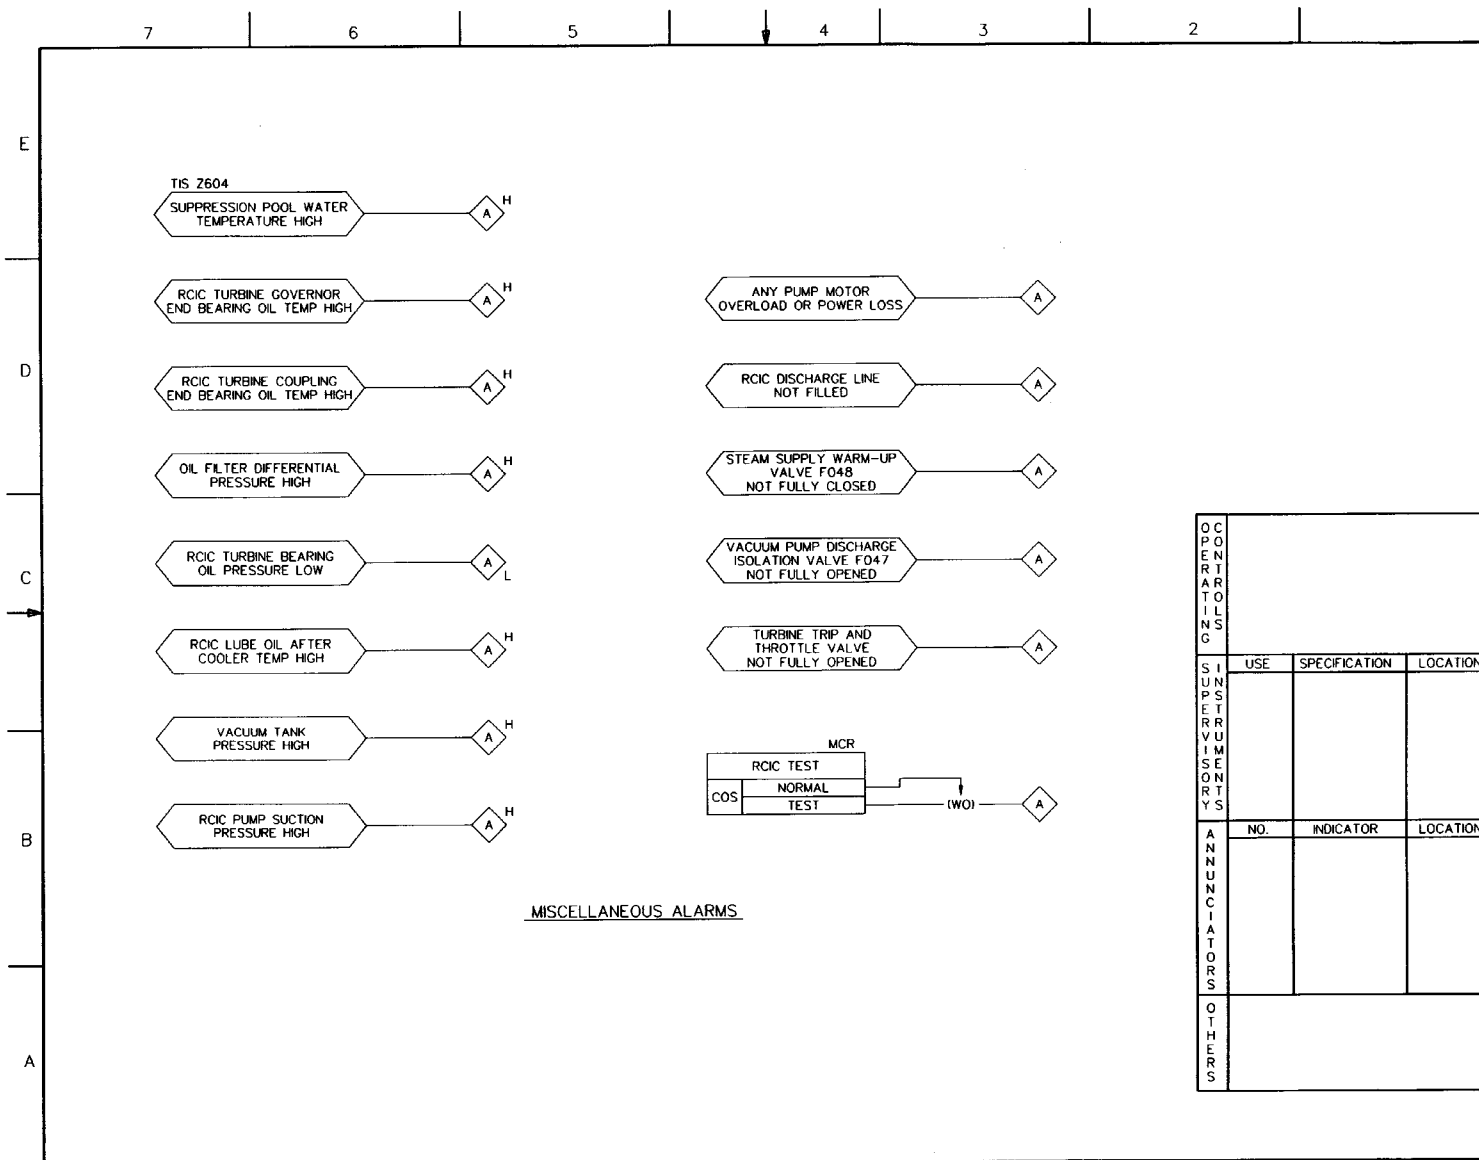 7 6 5 4 3 2
E
D
C
B
A
TIS Z604
SUPPRESSION POOL WATER
TEMPERATURE HIGH
A H
RCIC TURBINE GOVERNOR
END BEARING OIL TEMP HIGH
A H
RCIC TURBINE COUPLING
END BEARING OIL TEMP HIGH
A H
OIL FILTER DIFFERENTIAL
PRESSURE HIGH
A H
RCIC TURBINE BEARING
OIL PRESSURE LOW
A L
RCIC LUBE OIL AFTER
COOLER TEMP HIGH
A H
VACUUM TANK
PRESSURE HIGH
A H
RCIC PUMP SUCTION
PRESSURE HIGH
A H
ANY PUMP MOTOR
OVERLOAD OR POWER LOSS
A
RCIC DISCHARGE LINE
NOT FILLED
A
STEAM SUPPLY WARM-UP
VALVE F048
NOT FULLY CLOSED
A
VACUUM PUMP DISCHARGE
ISOLATION VALVE F047
NOT FULLY OPENED
A
TURBINE TRIP AND
THROTTLE VALVE
NOT FULLY OPENED
A
MCR
RCIC TEST
COS
NORMAL
TEST
(WO)
A
MISCELLANEOUS ALARMS
OPERATING
CONTROLS
SUPERVISORY
INSTRUMENTS
USE SPECIFICATION LOCATION
ANNUNCIATORS
NO. INDICATOR LOCATION
OTHERS